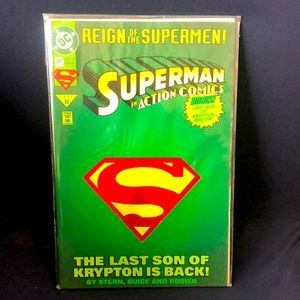 REIGN OF THE SUPERMEN!
DC
SUPERMAN
IN ACTION COMICS
THE LAST SON OF
KRYPTON IS BACK!
BY STERN, GUICE AND RODIER